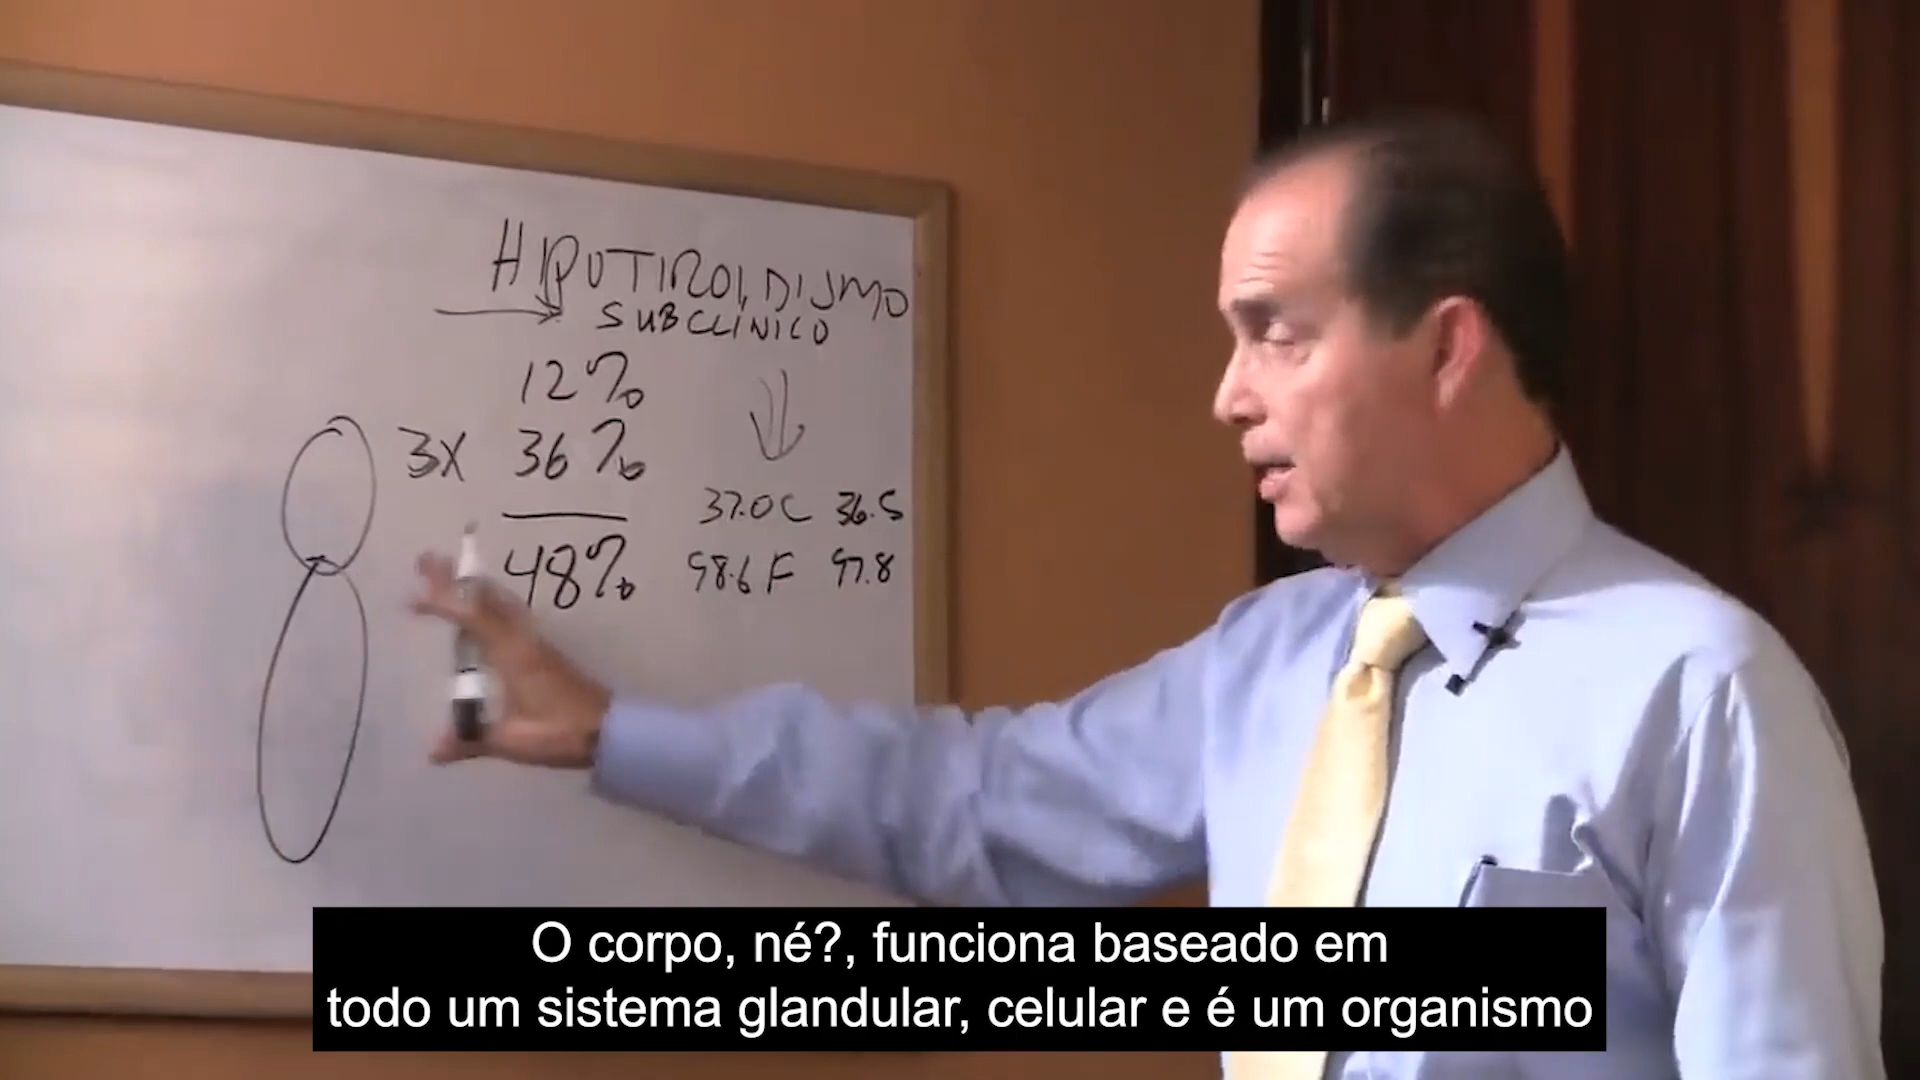 HIPOTIROIDISMO
SUBCLINICO
12%
3X 36%
48%
37.0C 36.5
98.6F 97.8
O corpo, né?, funciona baseado em
todo um sistema glandular, celular e é um organismo